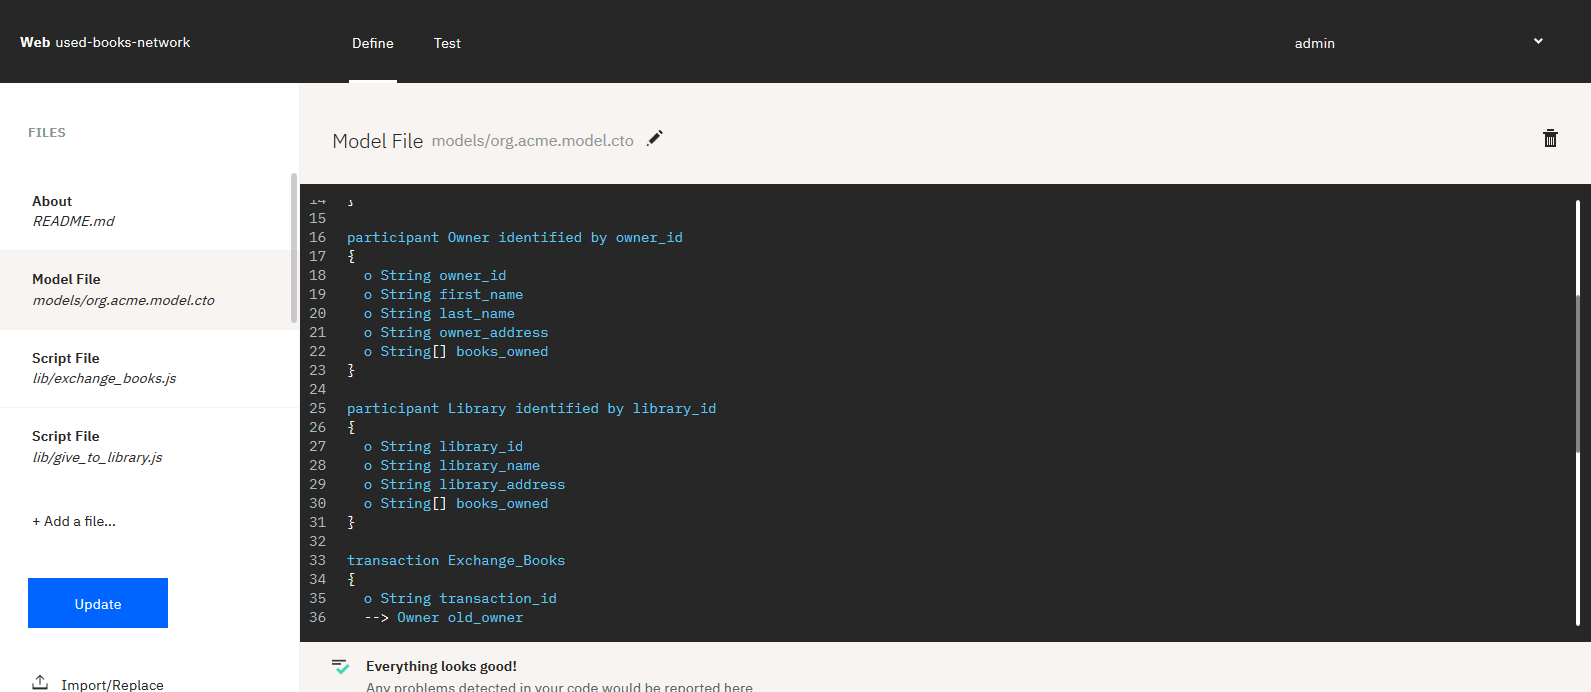 Web used-books-network
Define
Test
admin
FILES
About
README.md
Model File
models/org.acme.model.cto
Script File
lib/exchange_books.js
Script File
lib/give_to_library.js
+ Add a file...
Update
Import/Replace
Model File models/org.acme.model.cto
14 }
15
16 participant Owner identified by owner_id
17 {
18 o String owner_id
19 o String first_name
20 o String last_name
21 o String owner_address
22 o String[] books_owned
23 }
24
25 participant Library identified by library_id
26 {
27 o String library_id
28 o String library_name
29 o String library_address
30 o String[] books_owned
31 }
32
33 transaction Exchange_Books
34 {
35 o String transaction_id
36 --> Owner old_owner
Everything looks good!
Any problems detected in your code would be reported here